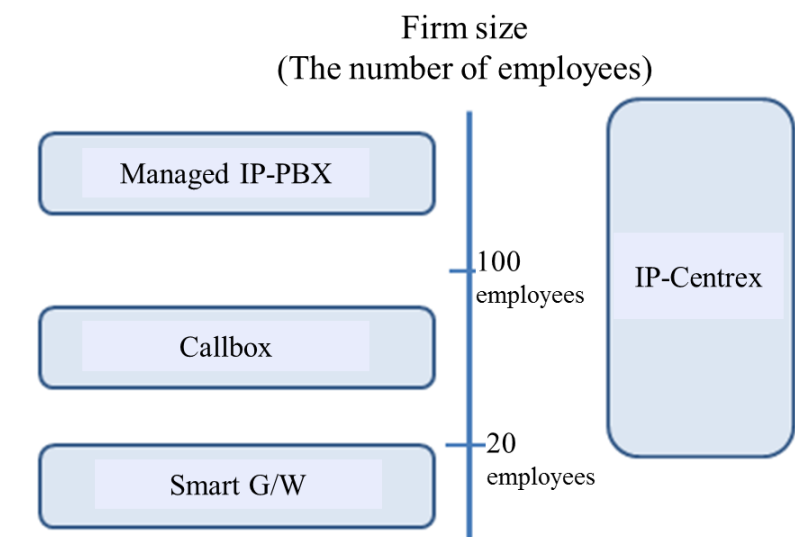 Firm size
(The number of employees)
Managed IP-PBX
100
employees
IP-Centrex
Callbox
20
employees
Smart G/W